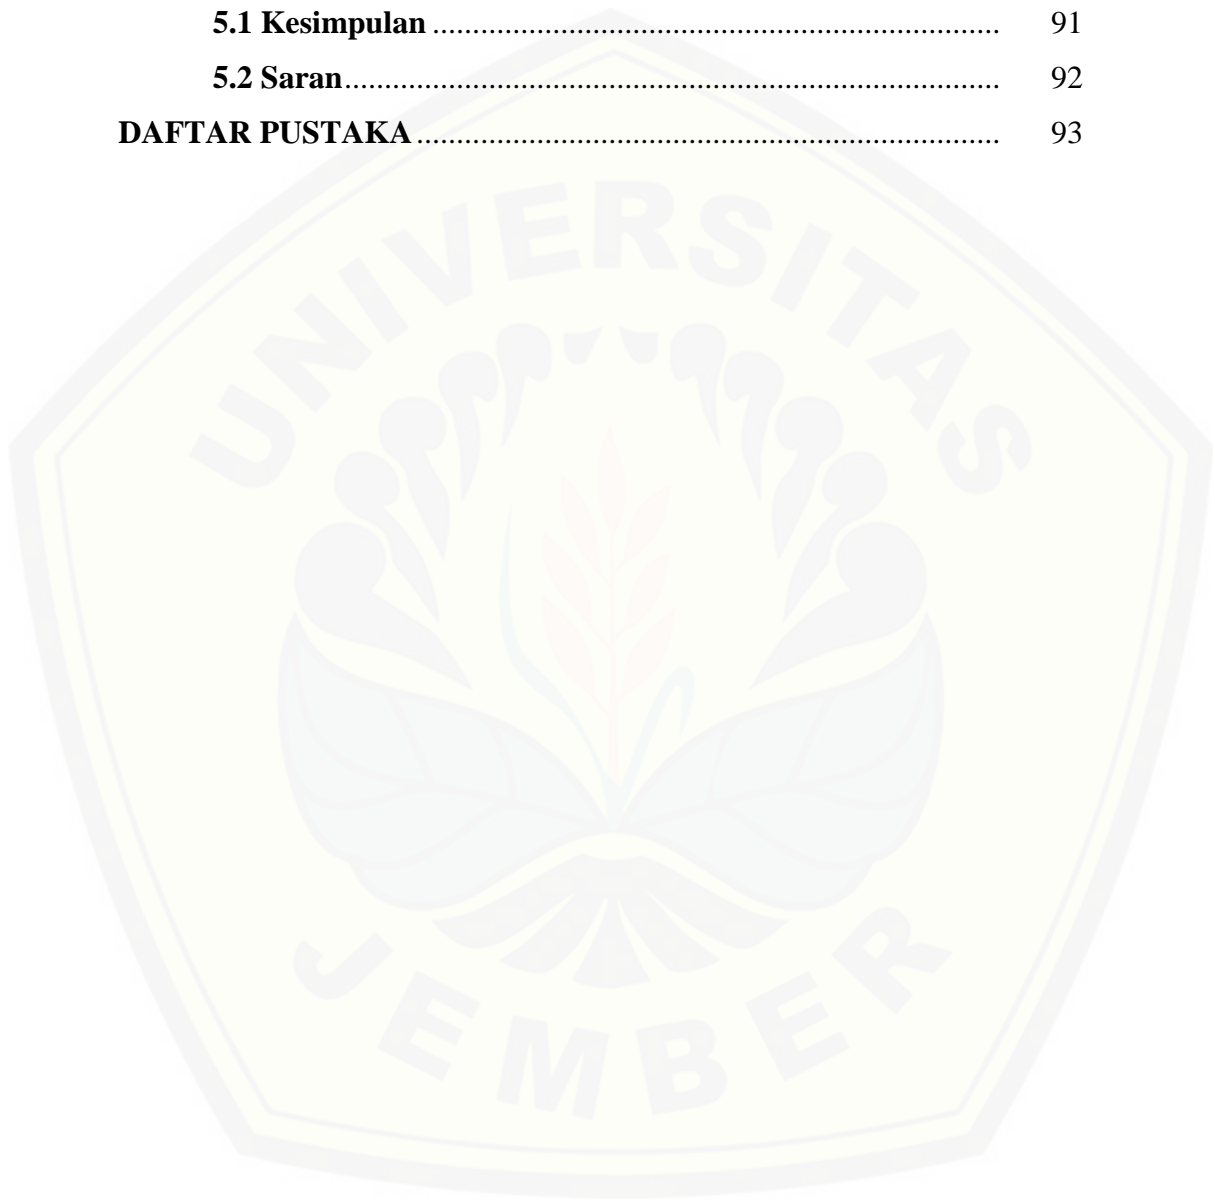 5.1 Kesimpulan ........................................................................ 91
5.2 Saran................................................................................... 92
DAFTAR PUSTAKA .......................................................................... 93
UNIVERSITAS
JEMBER